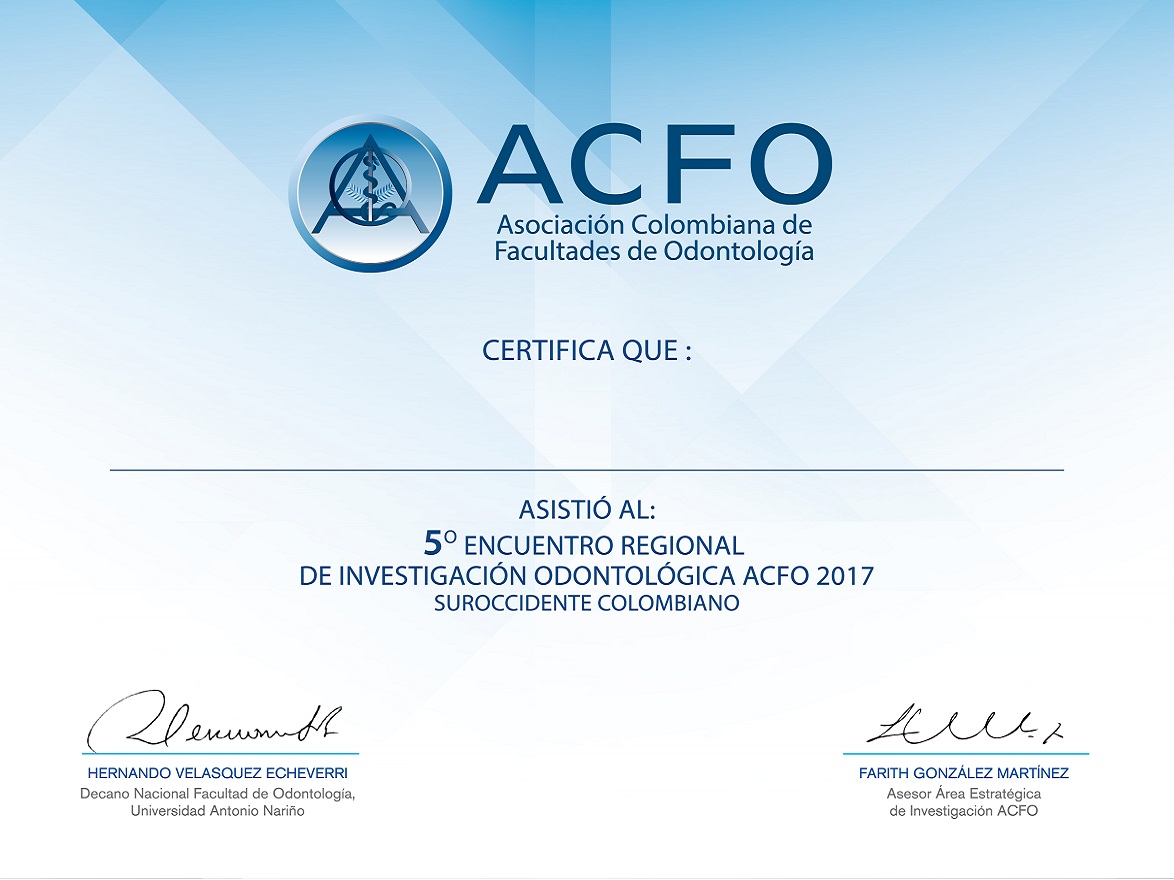 ACFO
Asociación Colombiana de
Facultades de Odontología
CERTIFICA QUE :
ASISTIÓ AL:
5º ENCUENTRO REGIONAL
DE INVESTIGACIÓN ODONTOLÓGICA ACFO 2017
SUROCCIDENTE COLOMBIANO
HERNANDO VELASQUEZ ECHEVERRI
Decano Nacional Facultad de Odontología,
Universidad Antonio Nariño
FARITH GONZÁLEZ MARTÍNEZ
Asesor Área Estratégica
de Investigación ACFO